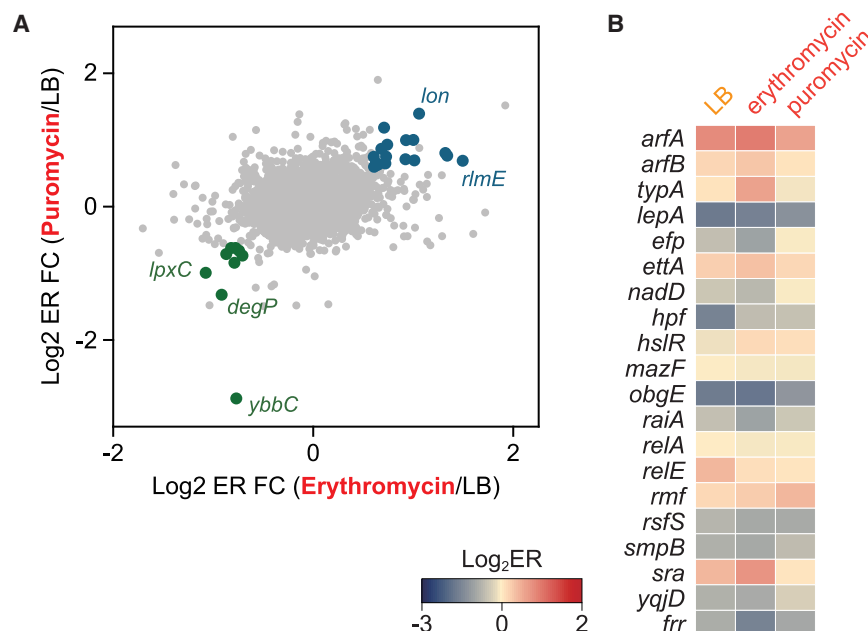 A
Log2 ER FC (Puromycin/LB)
2
0
-2
-2
0
2
Log2 ER FC (Erythromycin/LB)
lon
rlmE
lpxC
degP
ybbC
B
LB
erythromycin
puromycin
arfA
arfB
typA
lepA
efp
ettA
nadD
hpf
hslR
mazF
obgE
raiA
relA
relE
rmf
rsfS
smpB
sra
yqjD
frr
Log₂ER
-3
0
2